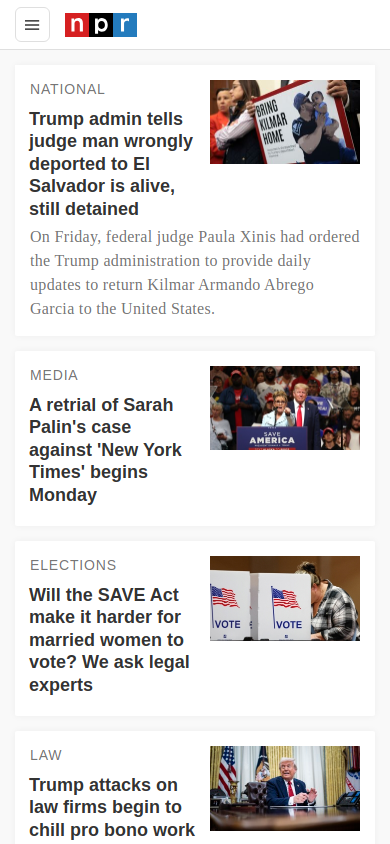 npr
NATIONAL
Trump admin tells
judge man wrongly
deported to El
Salvador is alive,
still detained
BRING
KILMAR
HOME
On Friday, federal judge Paula Xinis had ordered
the Trump administration to provide daily
updates to return Kilmar Armando Abrego
Garcia to the United States.
MEDIA
A retrial of Sarah
Palin's case
against 'New York
Times' begins
Monday
SAVE
AMERICA
ELECTIONS
Will the SAVE Act
make it harder for
married women to
vote? We ask legal
experts
VOTE
VOTE
LAW
Trump attacks on
law firms begin to
chill pro bono work